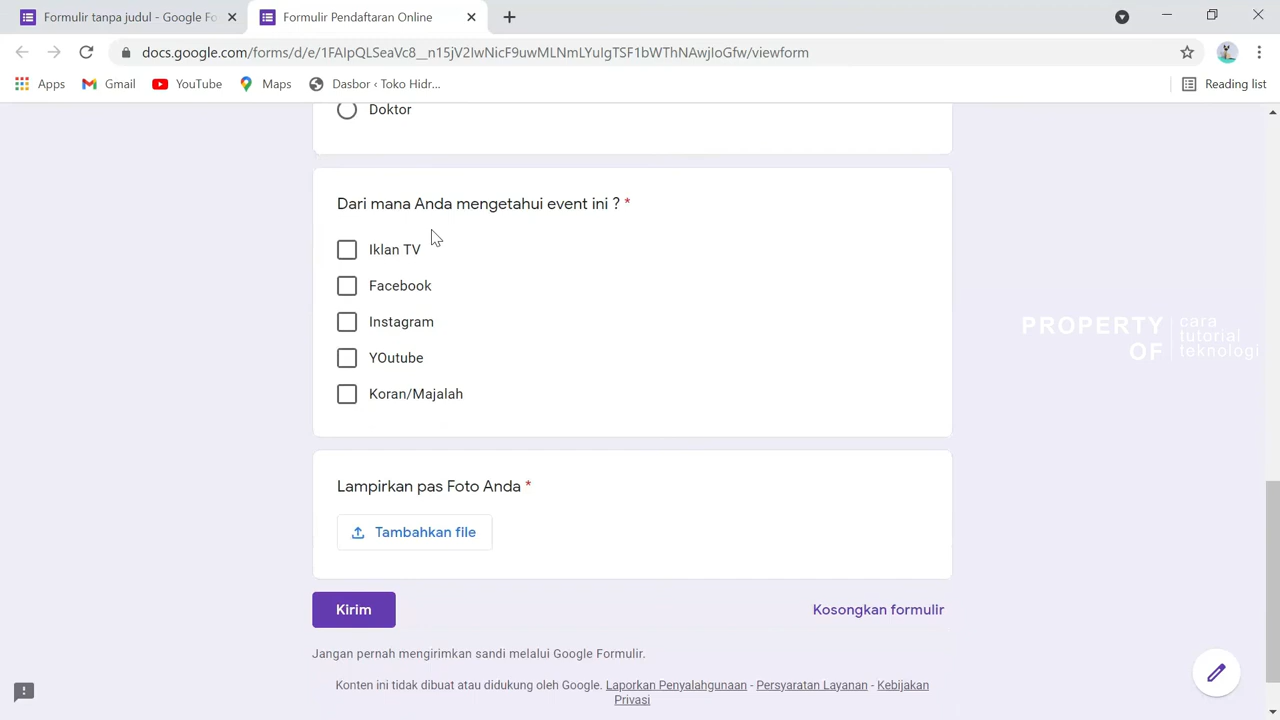 Formulir tanpa judul - Google Fo
Formulir Pendaftaran Online
docs.google.com/forms/d/e/1FAIpQLSeaVc8__n15jV2IwNicF9uwMLNmLYuIgTSF1bWThNAwjIoGfw/viewform
Apps
Gmail
YouTube
Maps
Dasbor ‹ Toko Hidr...
Reading list
Doktor
Dari mana Anda mengetahui event ini ? *
Iklan TV
Facebook
Instagram
YOutube
Koran/Majalah
PROPERTY OF
cara
tutorial
teknologi
Lampirkan pas Foto Anda *
Tambahkan file
Kirim
Kosongkan formulir
Jangan pernah mengirimkan sandi melalui Google Formulir.
Konten ini tidak dibuat atau didukung oleh Google. Laporkan Penyalahgunaan - Persyaratan Layanan - Kebijakan
Privasi